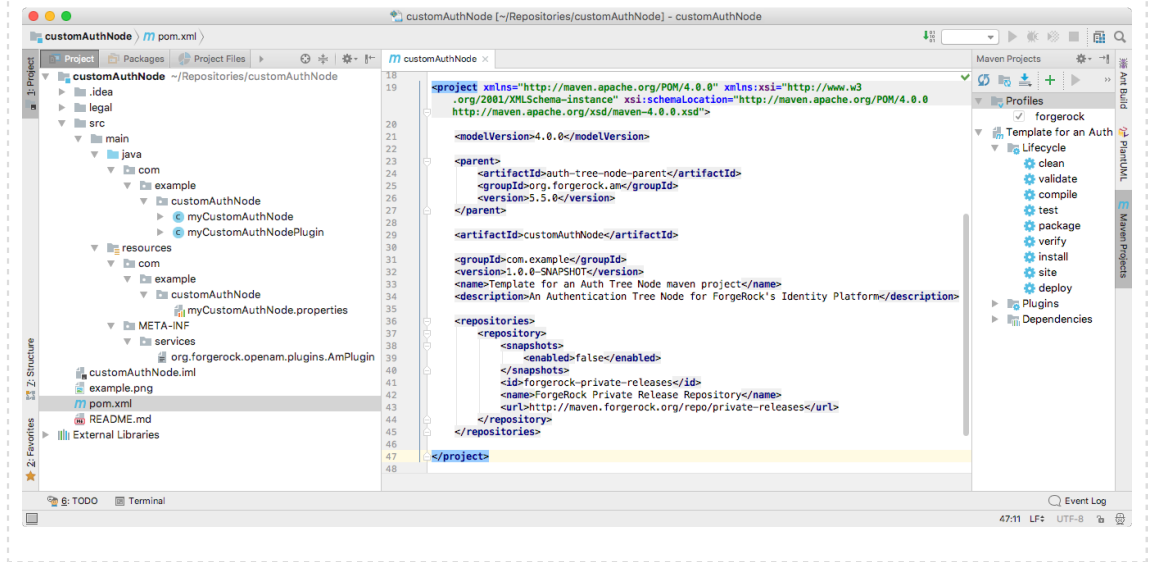 customAuthNode [~/Repositories/customAuthNode] - customAuthNode
customAuthNode
m pom.xml
Project
Packages
Project Files
m customAuthNode
Maven Projects
1: Project
Z: Structure
2: Favorites
customAuthNode ~/Repositories/customAuthNode
.idea
legal
src
main
java
com
example
customAuthNode
C myCustomAuthNode
C myCustomAuthNodePlugin
resources
com
example
customAuthNode
myCustomAuthNode.properties
META-INF
services
org.forgerock.openam.plugins.AmPlugin
customAuthNode.iml
example.png
m pom.xml
README.md
External Libraries
18
19 <project xmlns="http://maven.apache.org/POM/4.0.0" xmlns:xsi="http://www.w3
.org/2001/XMLSchema-instance" xsi:schemaLocation="http://maven.apache.org/POM/4.0.0
http://maven.apache.org/xsd/maven-4.0.0.xsd">
20
21 <modelVersion>4.0.0</modelVersion>
22
23 <parent>
24 <artifactId>auth-tree-node-parent</artifactId>
25 <groupId>org.forgerock.am</groupId>
26 <version>5.5.0</version>
27 </parent>
28
29 <artifactId>customAuthNode</artifactId>
30
31 <groupId>com.example</groupId>
32 <version>1.0.0-SNAPSHOT</version>
33 <name>Template for an Auth Tree Node maven project</name>
34 <description>An Authentication Tree Node for ForgeRock's Identity Platform</description>
35
36 <repositories>
37 <repository>
38 <snapshots>
39 <enabled>false</enabled>
40 </snapshots>
41 <id>forgerock-private-releases</id>
42 <name>ForgeRock Private Release Repository</name>
43 <url>http://maven.forgerock.org/repo/private-releases</url>
44 </repository>
45 </repositories>
46
47 </project>
48
Profiles
forgerock
Template for an Auth
Lifecycle
clean
validate
compile
test
package
verify
install
site
deploy
Plugins
Dependencies
Ant Build
PlantUML
m Maven Projects
6: TODO
Terminal
Event Log
47:11 LF UTF-8